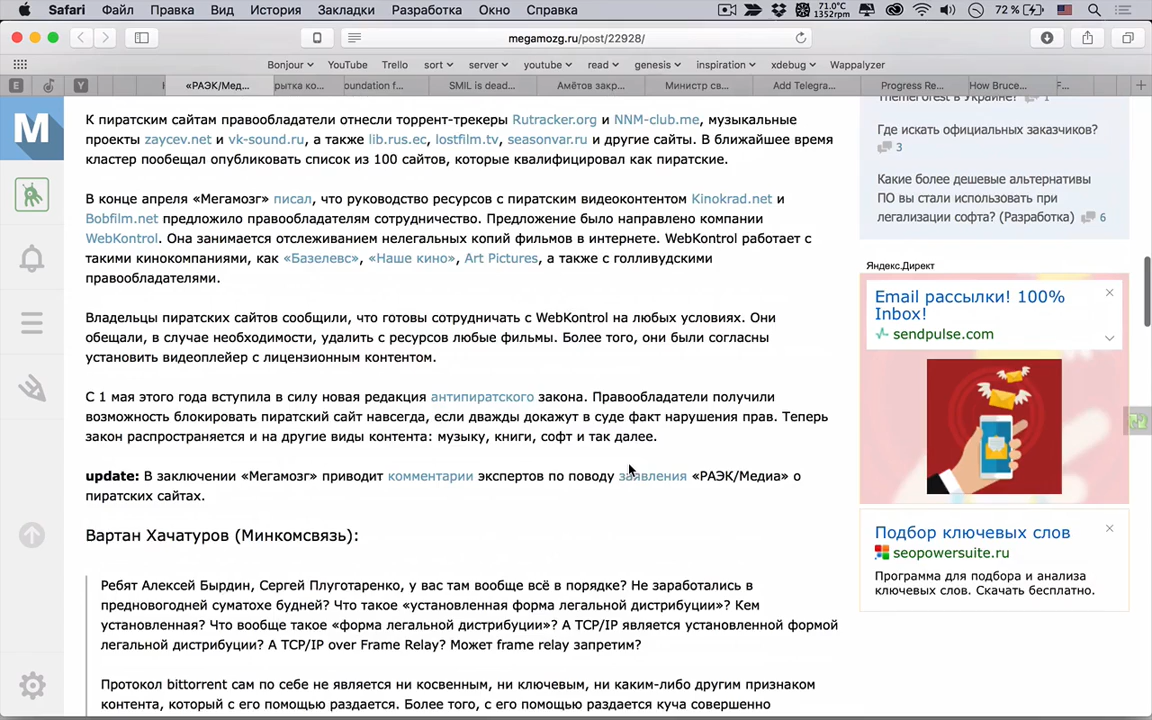 Safari Файл Правка Вид История Закладки Разработка Окно Справка 71.0°C 1352rpm 72 %
megamozg.ru/post/22928/
Bonjour YouTube Trello sort server youtube read genesis inspiration xdebug Wappalyzer
E Y «РАЭК/Мед... рытка ко... oundation f... SMIL is dead... Амётов закр... Министр св... Add Telegra... Progress Re... How Bruce... F...
M
К пиратским сайтам правообладатели отнесли торрент-трекеры Rutracker.org и NNM-club.me, музыкальные
проекты zaycev.net и vk-sound.ru, а также lib.rus.ec, lostfilm.tv, seasonvar.ru и другие сайты. В ближайшее время
кластер пообещал опубликовать список из 100 сайтов, которые квалифицировал как пиратские.
В конце апреля «Мегамозг» писал, что руководство ресурсов с пиратским видеоконтентом Kinokrad.net и
Bobfilm.net предложило правообладателям сотрудничество. Предложение было направлено компании
WebKontrol. Она занимается отслеживанием нелегальных копий фильмов в интернете. WebKontrol работает с
такими кинокомпаниями, как «Базелевс», «Наше кино», Art Pictures, а также с голливудскими
правообладателями.
Владельцы пиратских сайтов сообщили, что готовы сотрудничать с WebKontrol на любых условиях. Они
обещали, в случае необходимости, удалить с ресурсов любые фильмы. Более того, они были согласны
установить видеоплейер с лицензионным контентом.
С 1 мая этого года вступила в силу новая редакция антипиратского закона. Правообладатели получили
возможность блокировать пиратский сайт навсегда, если дважды докажут в суде факт нарушения прав. Теперь
закон распространяется и на другие виды контента: музыку, книги, софт и так далее.
update: В заключении «Мегамозг» приводит комментарии экспертов по поводу заявления «РАЭК/Медиа» о
пиратских сайтах.
Вартан Хачатуров (Минкомсвязь):
Ребят Алексей Бырдин, Сергей Плуготаренко, у вас там вообще всё в порядке? Не заработались в
предновогодней суматохе будней? Что такое «установленная форма легальной дистрибуции»? Кем
установленная? Что вообще такое «форма легальной дистрибуции»? А TCP/IP является установленной формой
легальной дистрибуции? А TCP/IP over Frame Relay? Может frame relay запретим?
Протокол bittorrent сам по себе не является ни косвенным, ни ключевым, ни каким-либо другим признаком
контента, который с его помощью раздается. Более того, с его помощью раздается куча совершенно
ThemeForest в Украине? 1
Где искать официальных заказчиков?
3
Какие более дешевые альтернативы
ПО вы стали использовать при
легализации софта? (Разработка) 6
Яндекс.Директ
Email рассылки! 100%
Inbox!
sendpulse.com
Подбор ключевых слов
seopowersuite.ru
Программа для подбора и анализа
ключевых слов. Скачать бесплатно.